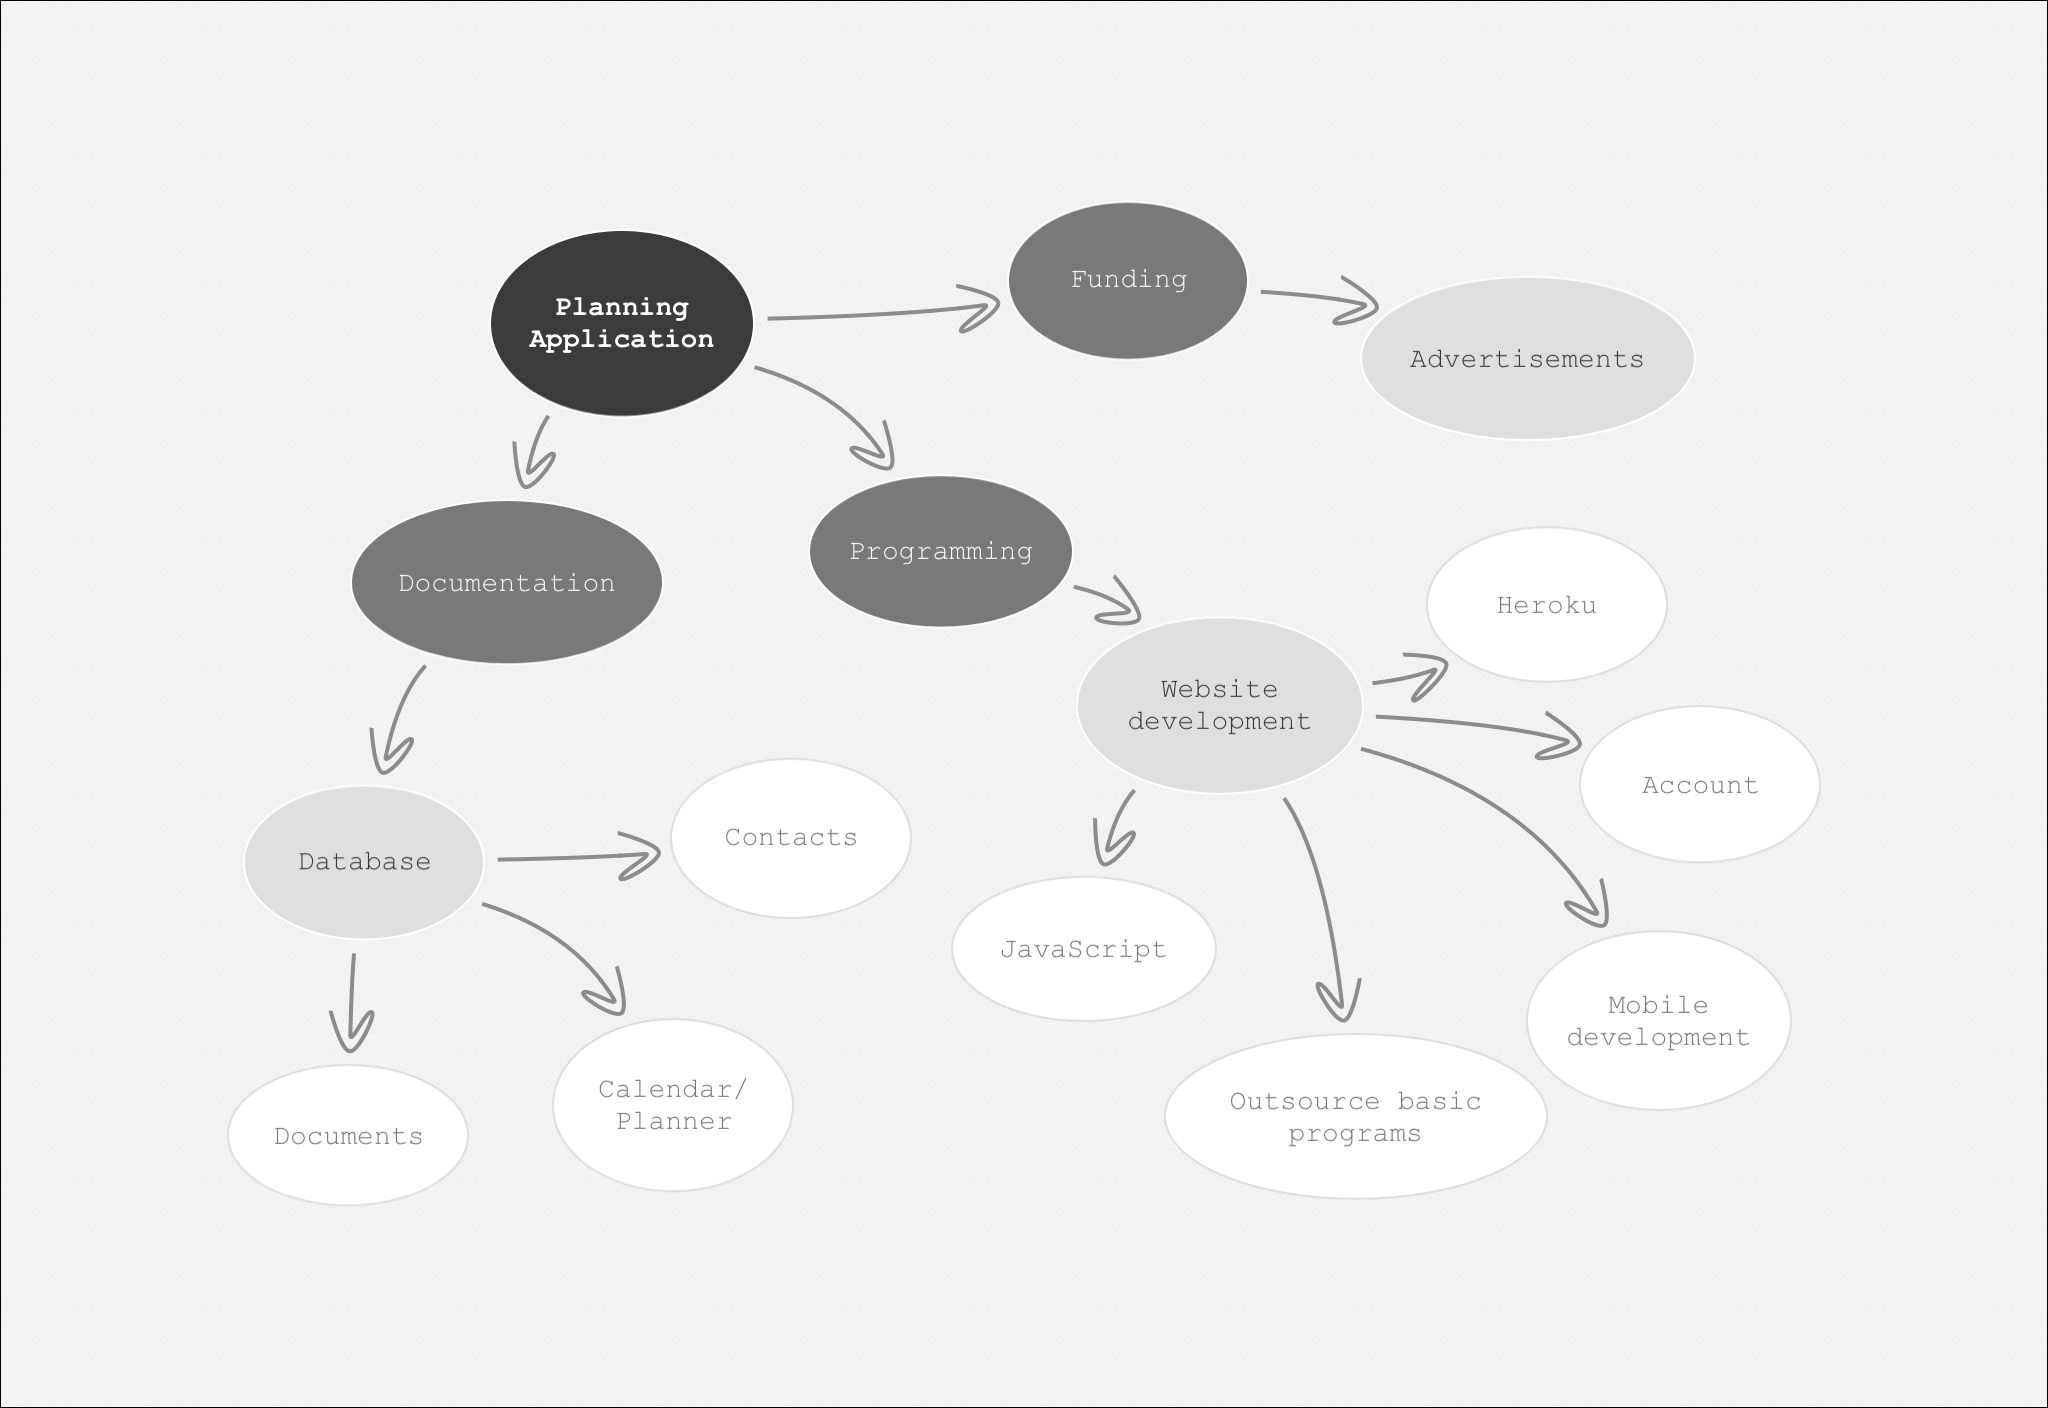 Planning
Application
Funding
Advertisements
Documentation
Programming
Heroku
Website
development
Account
Database
Contacts
JavaScript
Mobile
development
Documents
Calendar/
Planner
Outsource basic
programs